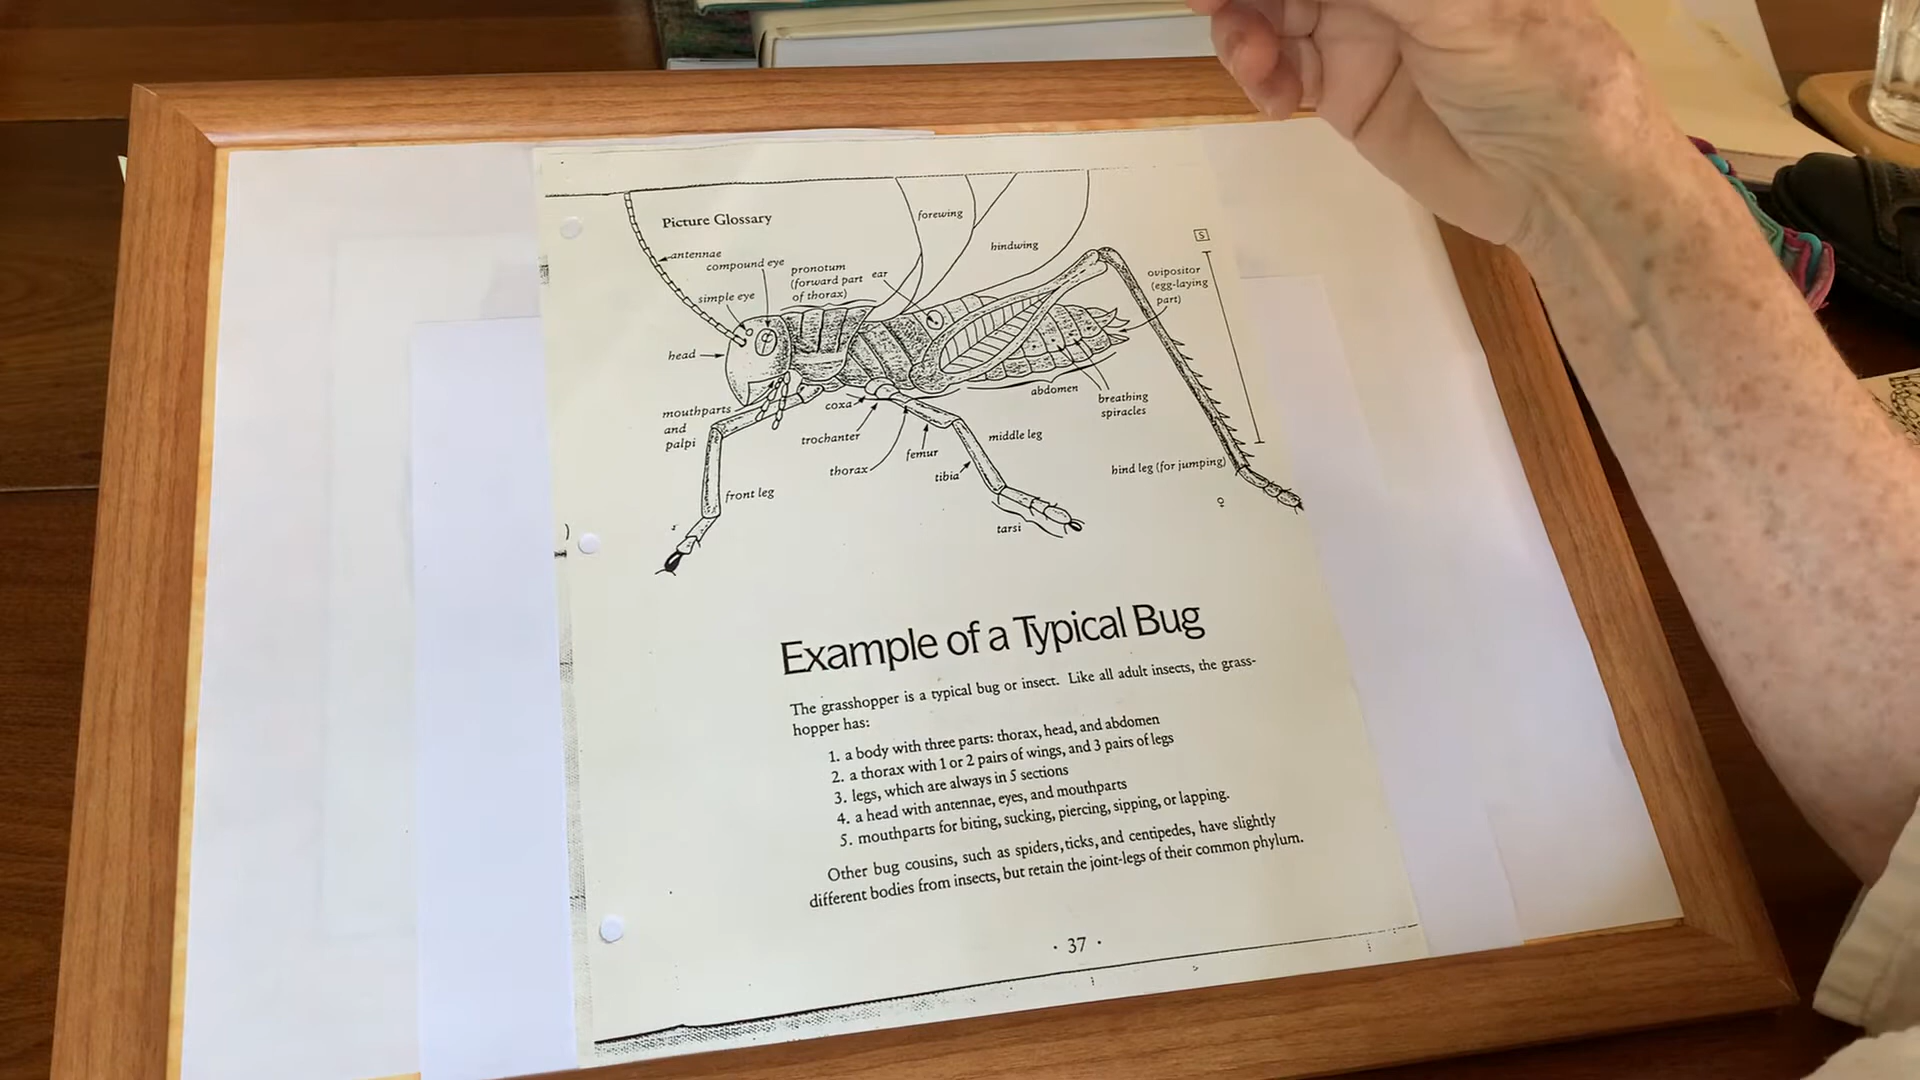 Picture Glossary
forewing
hindwing
S
antennae
compound eye
pronotum
(forward part
of thorax)
ear
ovipositor
(egg-laying
part)
simple eye
head
mouthparts
and
palpi
coxa
abdomen
breathing
spiracles
trochanter
middle leg
thorax
femur
tibia
hind leg (for jumping)
front leg
tarsi
♀
Example of a Typical Bug
The grasshopper is a typical bug or insect. Like all adult insects, the grass-
hopper has:
1. a body with three parts: thorax, head, and abdomen
2. a thorax with 1 or 2 pairs of wings, and 3 pairs of legs
3. legs, which are always in 5 sections
4. a head with antennae, eyes, and mouthparts
5. mouthparts for biting, sucking, piercing, sipping, or lapping.
Other bug cousins, such as spiders, ticks, and centipedes, have slightly
different bodies from insects, but retain the joint-legs of their common phylum.
· 37 ·